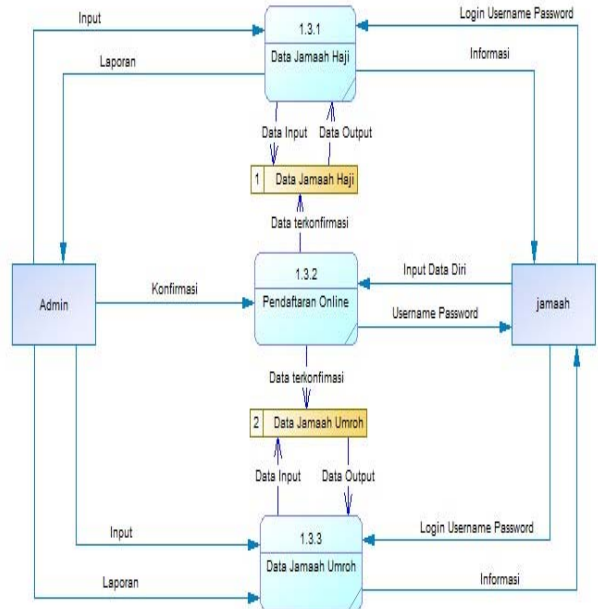 Input
Login Username Password
1.3.1
Data Jamaah Haji
Laporan
Informasi
Data Input
Data Output
1 Data Jamaah Haji
Data terkonfirmasi
1.3.2
Pendaftaran Online
Input Data Diri
Konfirmasi
Admin
jamaah
Username Password
Data terkonfimasi
2 Data Jamaah Umroh
Data Input
Data Output
Input
Login Username Password
1.3.3
Data Jamaah Umroh
Laporan
Informasi